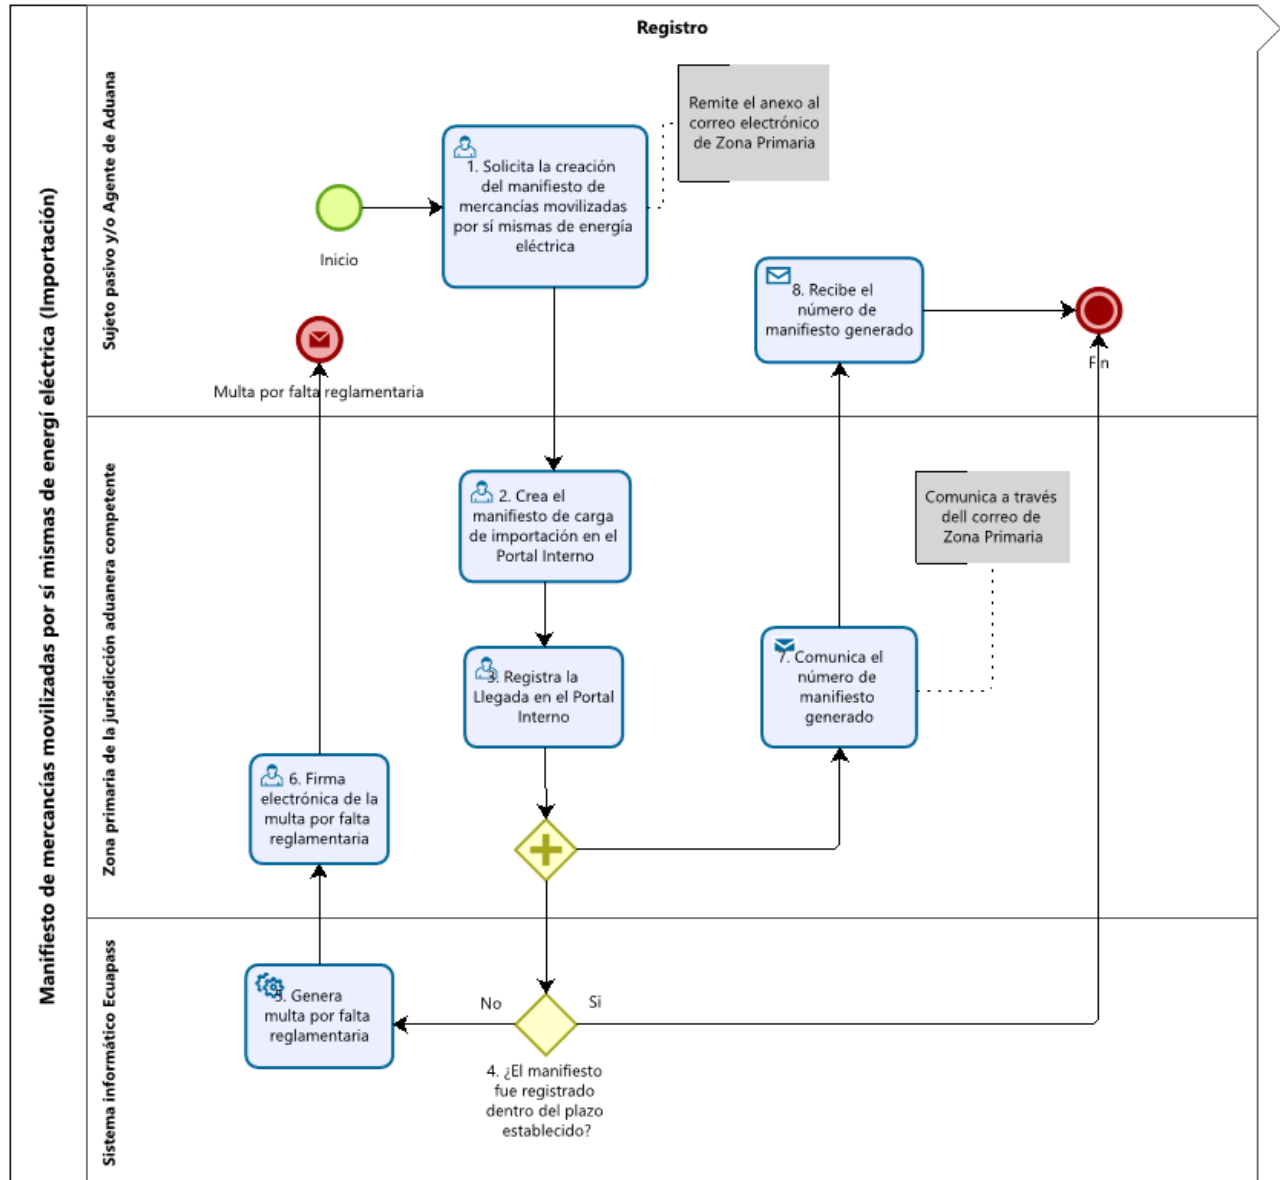 Registro
Manifiesto de mercancías movilizadas por sí mismas de energí eléctrica (Importación)
Sujeto pasivo y/o Agente de Aduana
Remite el anexo al
correo electrónico
de Zona Primaria
1. Solicita la creación
del manifiesto de
mercancías movilizadas
por sí mismas de energía
eléctrica
Inicio
8. Recibe el
número de
manifiesto generado
Fin
Multa por falta reglamentaria
Zona primaria de la jurisdicción aduanera competente
2. Crea el
manifiesto de carga
de importación en el
Portal Interno
Comunica a través
dell correo de
Zona Primaria
3. Registra la
Llegada en el Portal
Interno
7. Comunica el
número de
manifiesto
generado
6. Firma
electrónica de la
multa por falta
reglamentaria
Sistema informático Ecuapass
5. Genera
multa por falta
reglamentaria
No
Si
4. ¿El manifiesto
fue registrado
dentro del plazo
establecido?